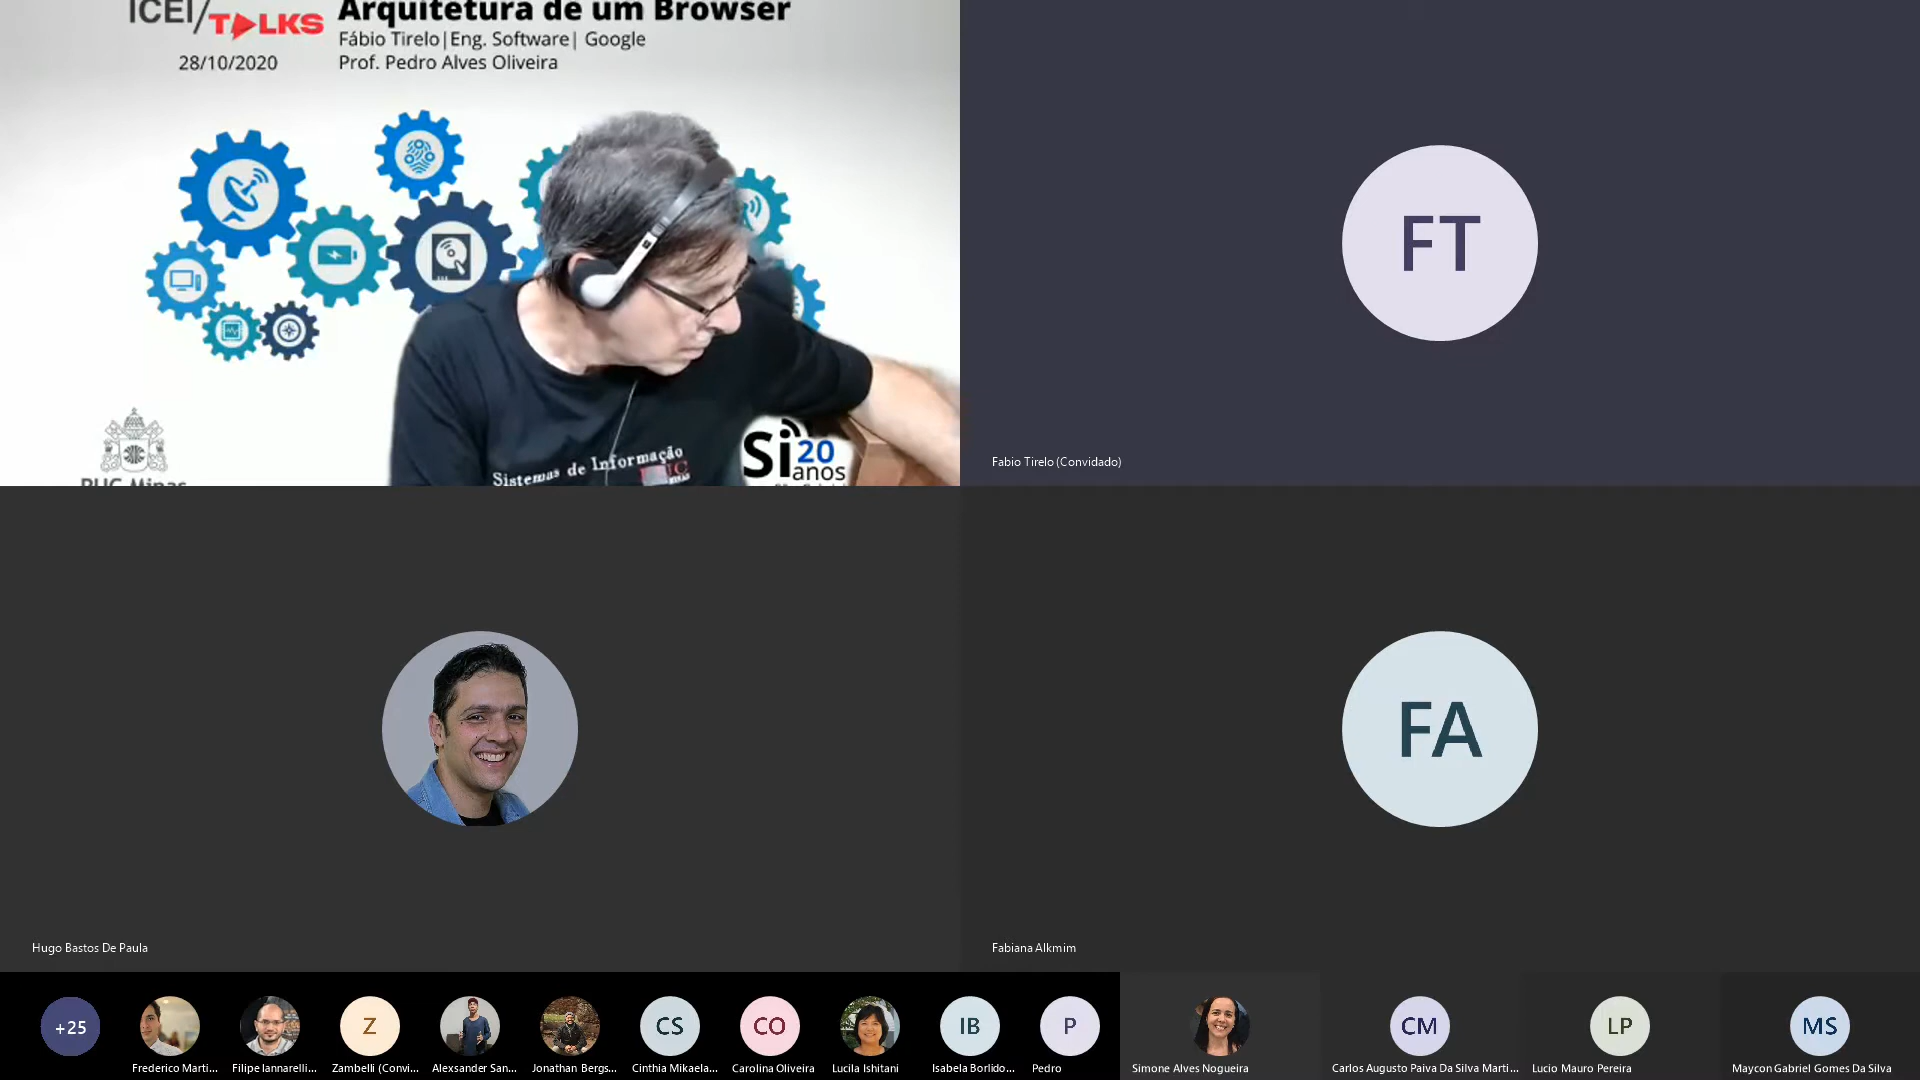 ICEI/TALKS
Arquitetura de um Browser
Fábio Tirelo|Eng. Software| Google
28/10/2020
Prof. Pedro Alves Oliveira
Sistemas de Informação
Si 20
anos
PUC Minas
FT
Fabio Tirelo (Convidado)
FA
Hugo Bastos De Paula
Fabiana Alkmim
+25
Z
CS
CO
IB
P
CM
LP
MS
Frederico Marti...
Filipe Iannarelli...
Zambelli (Convi...
Alexsander San...
Jonathan Bergs...
Cinthia Mikaela...
Carolina Oliveira
Lucila Ishitani
Isabela Borlido...
Pedro
Simone Alves Nogueira
Carlos Augusto Paiva Da Silva Marti...
Lucio Mauro Pereira
Maycon Gabriel Gomes Da Silva